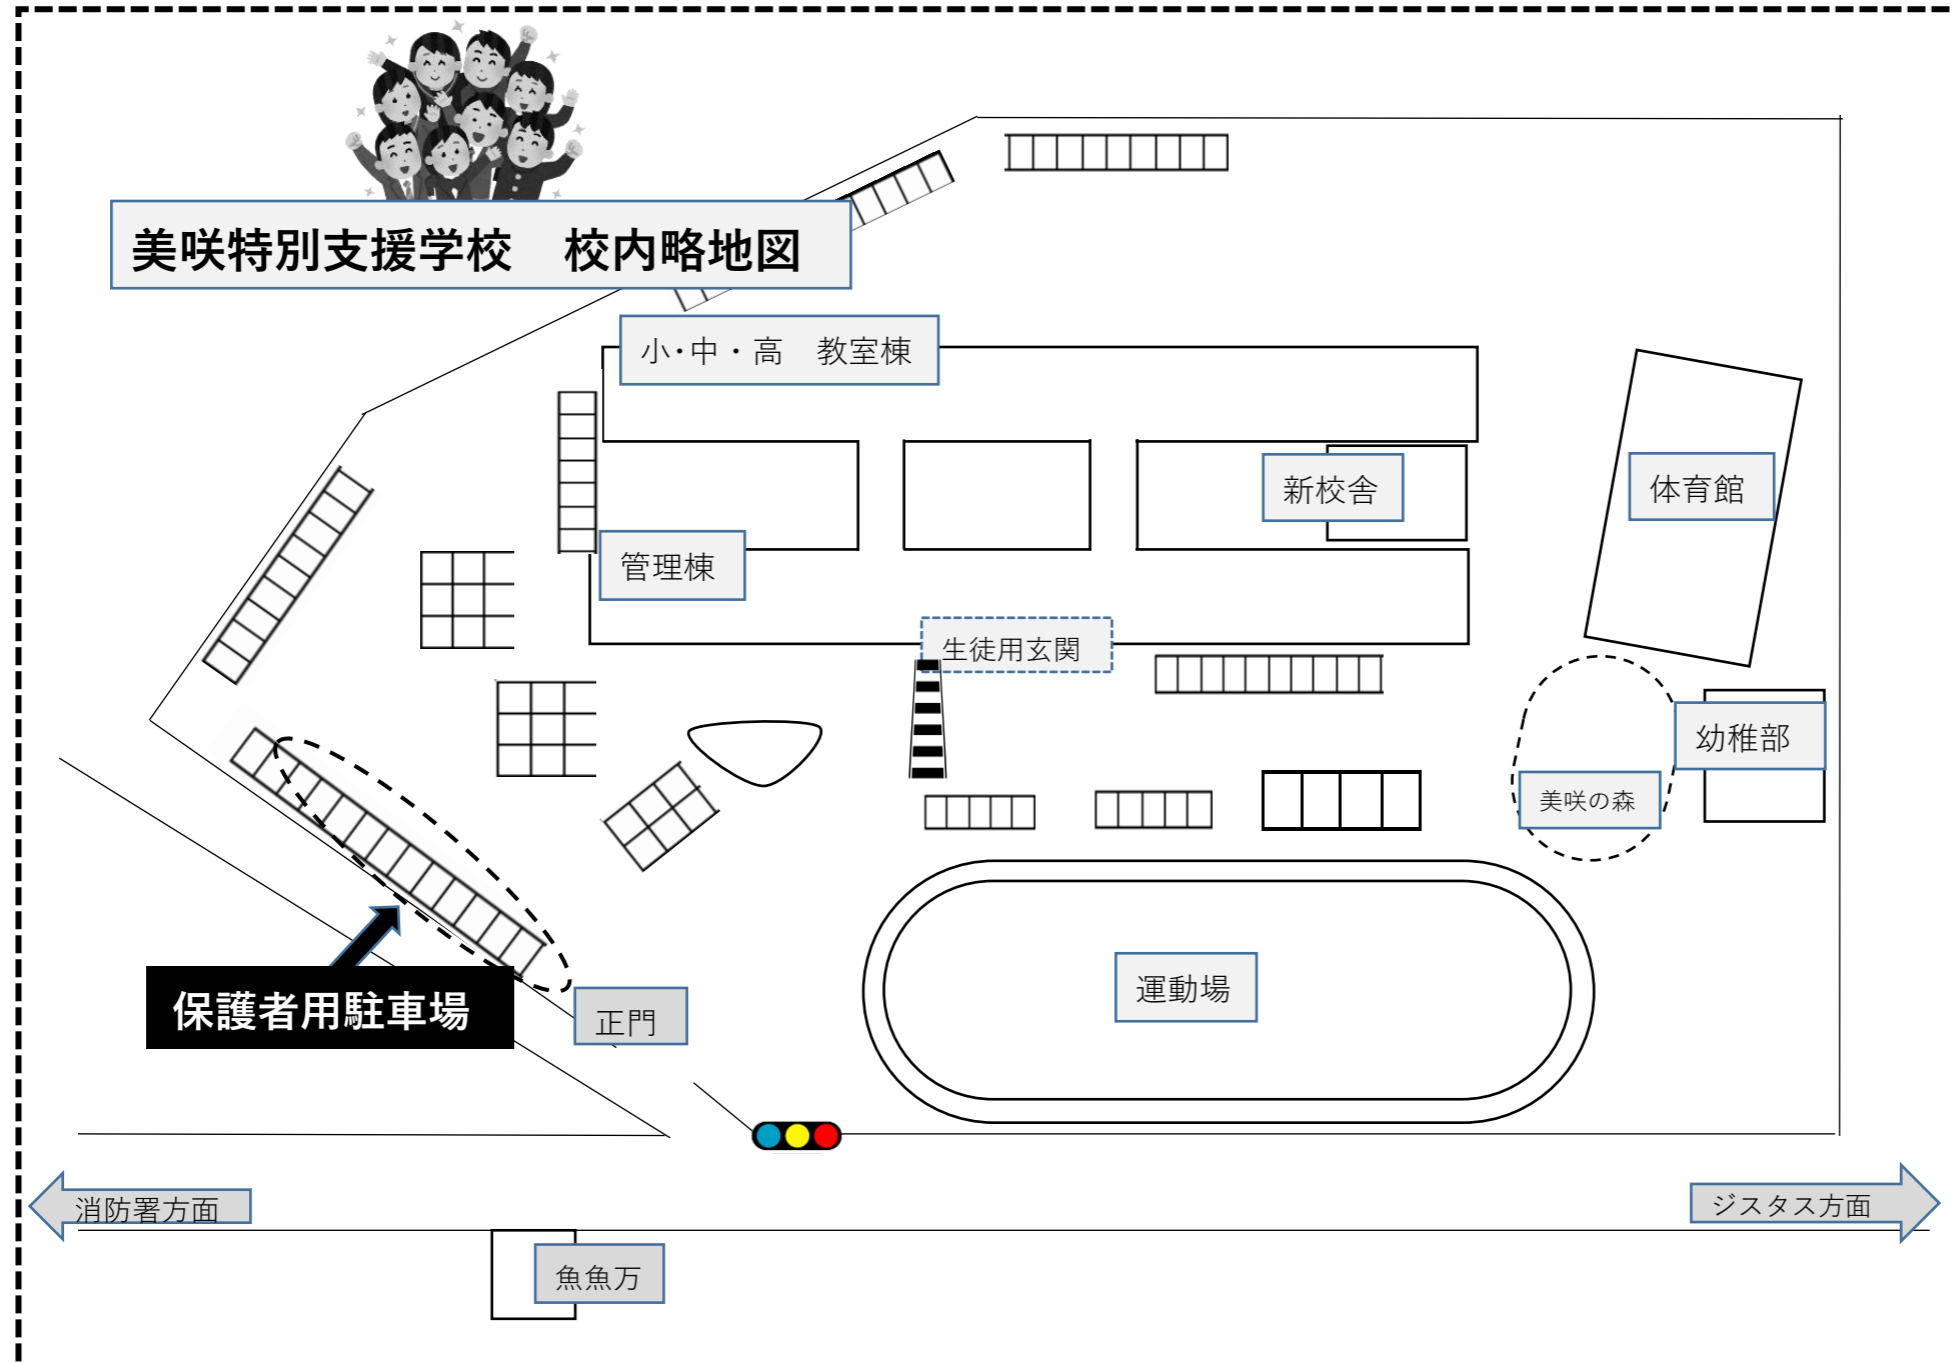 美咲特別支援学校　校内略地図
小・中・高　教室棟
新校舎
体育館
管理棟
生徒用玄関
幼稚部
美咲の森
運動場
保護者用駐車場
正門
消防署方面
ジスタス方面
魚魚万